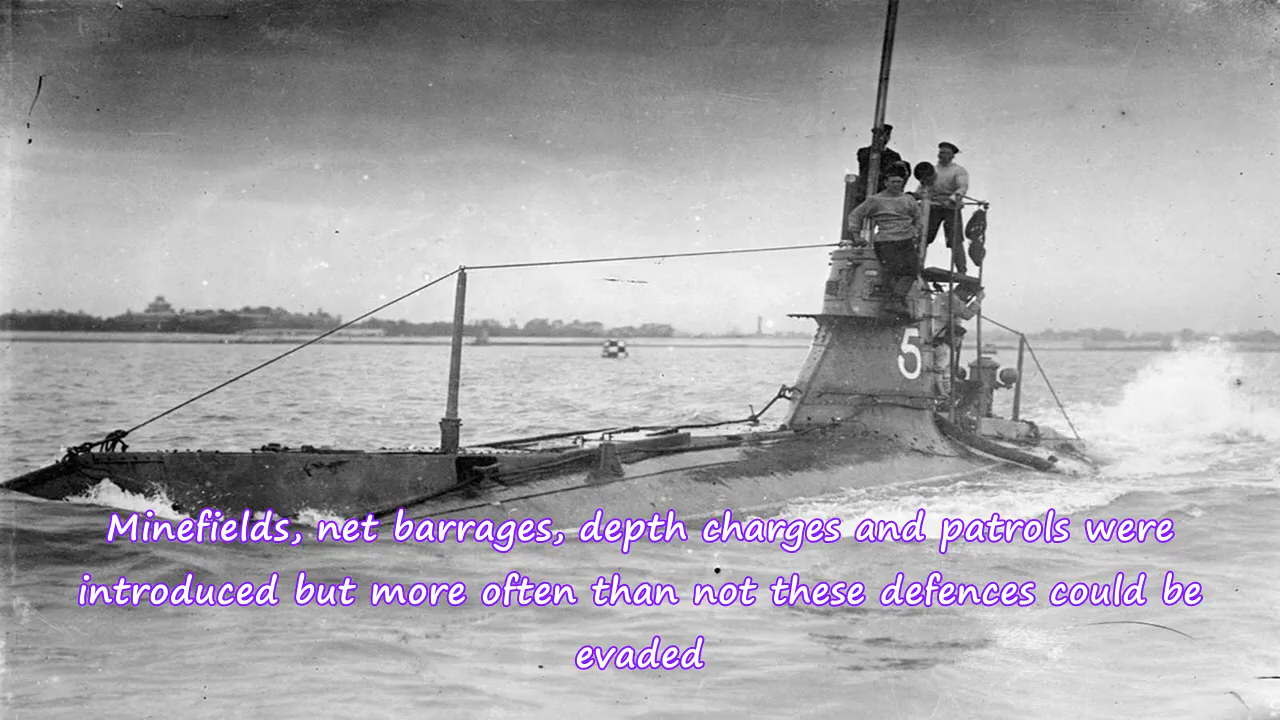 5
Minefields, net barrages, depth charges and patrols were
introduced but more often than not these defences could be
evaded